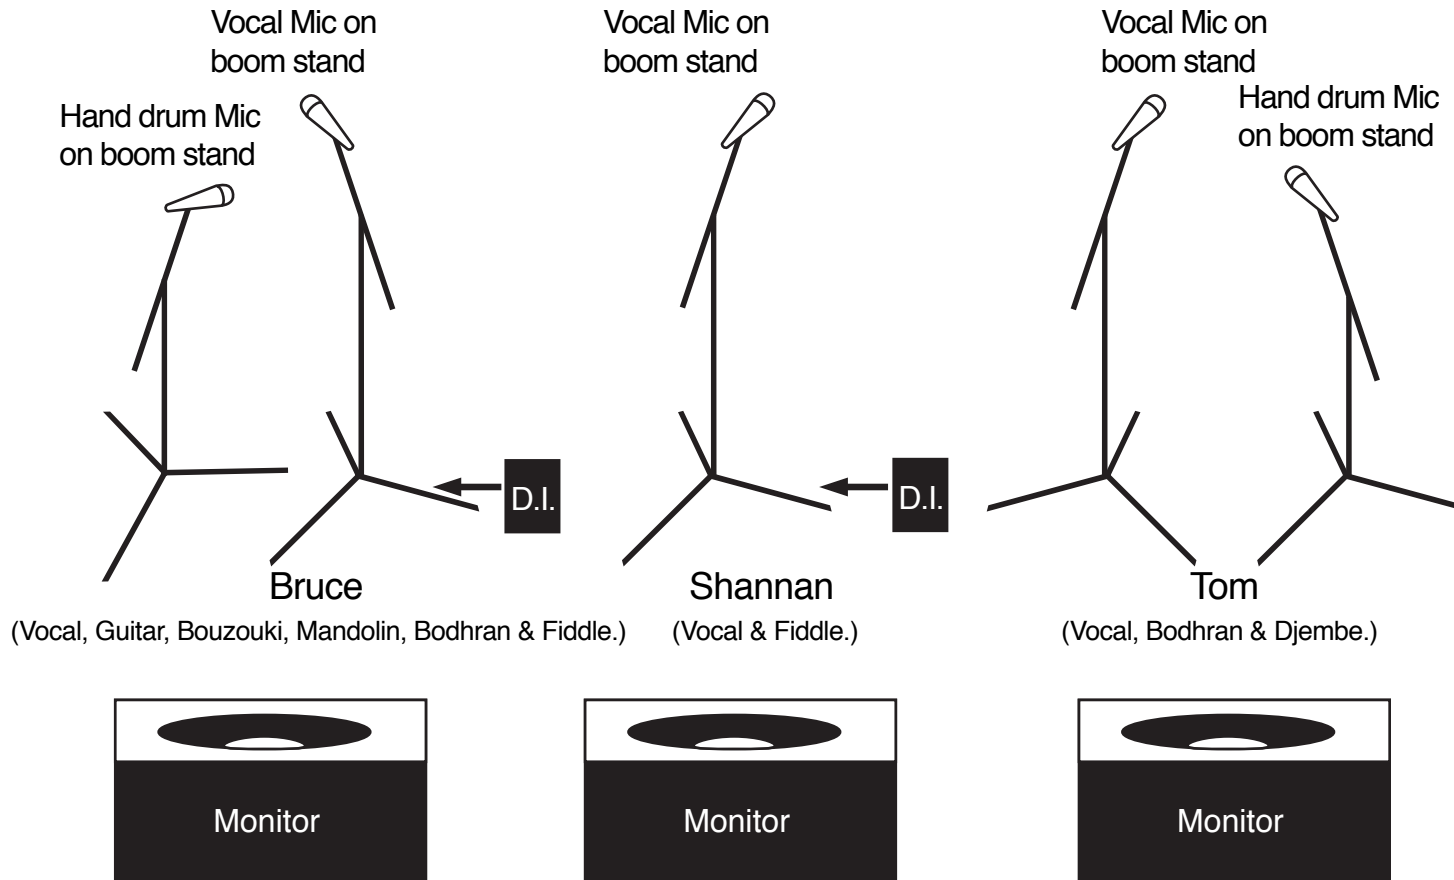 Vocal Mic on
boom stand
Hand drum Mic
on boom stand
Vocal Mic on
boom stand
Vocal Mic on
boom stand
Hand drum Mic
on boom stand
D.I.
D.I.
Bruce
(Vocal, Guitar, Bouzouki, Mandolin, Bodhran & Fiddle.)
Shannan
(Vocal & Fiddle.)
Tom
(Vocal, Bodhran & Djembe.)
Monitor
Monitor
Monitor